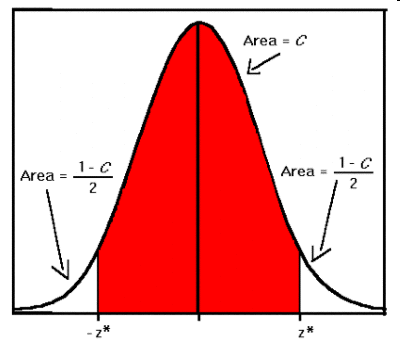 Area = C
Area = 1 - C / 2
Area = 1 - C / 2
-z*
z*